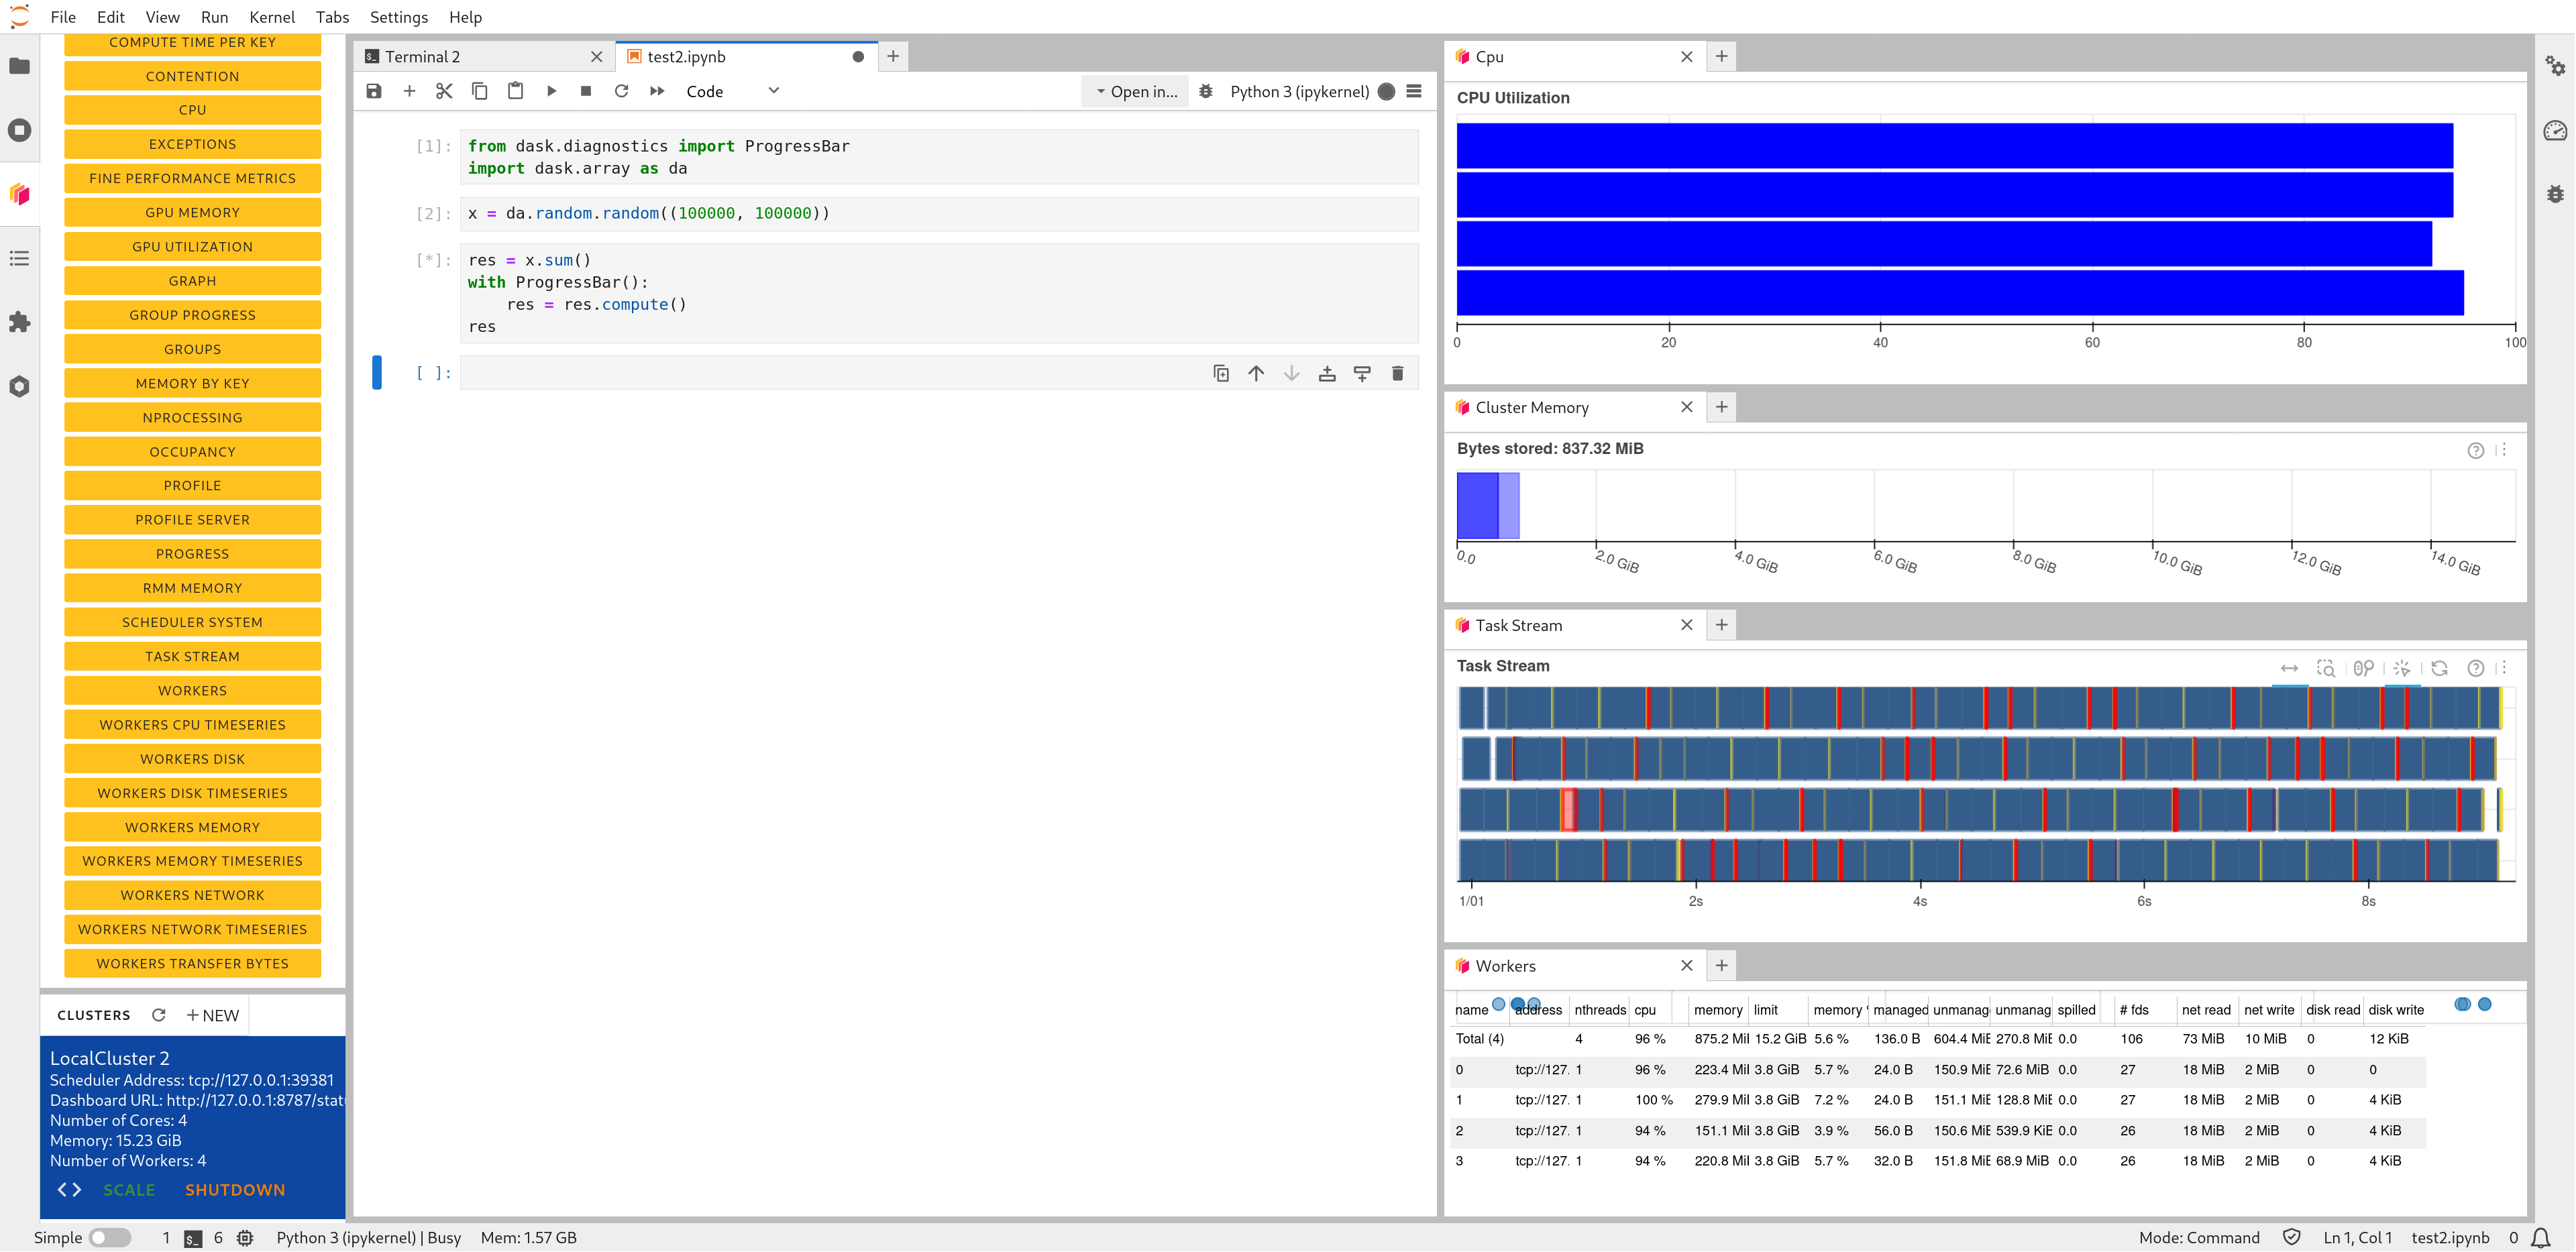 File Edit View Run Kernel Tabs Settings Help
COMPUTE TIME PER KEY
CONTENTION
CPU
EXCEPTIONS
FINE PERFORMANCE METRICS
GPU MEMORY
GPU UTILIZATION
GRAPH
GROUP PROGRESS
GROUPS
MEMORY BY KEY
NPROCESSING
OCCUPANCY
PROFILE
PROFILE SERVER
PROGRESS
RMM MEMORY
SCHEDULER SYSTEM
TASK STREAM
WORKERS
WORKERS CPU TIMESERIES
WORKERS DISK
WORKERS DISK TIMESERIES
WORKERS MEMORY
WORKERS MEMORY TIMESERIES
WORKERS NETWORK
WORKERS NETWORK TIMESERIES
WORKERS TRANSFER BYTES
CLUSTERS + NEW
LocalCluster 2
Scheduler Address: tcp://127.0.0.1:39381
Dashboard URL: http://127.0.0.1:8787/stat
Number of Cores: 4
Memory: 15.23 GiB
Number of Workers: 4
<> SCALE SHUTDOWN
Terminal 2 test2.ipynb
Code Open in... Python 3 (ipykernel)
[1]: from dask.diagnostics import ProgressBar
import dask.array as da
[2]: x = da.random.random((100000, 100000))
[*]: res = x.sum()
with ProgressBar():
    res = res.compute()
res
[ ]:
Cpu
CPU Utilization
0 20 40 60 80 100
Cluster Memory
Bytes stored: 837.32 MiB
0.0 2.0 GiB 4.0 GiB 6.0 GiB 8.0 GiB 10.0 GiB 12.0 GiB 14.0 GiB
Task Stream
Task Stream
1/01 2s 4s 6s 8s
Workers
name address nthreads cpu memory limit memory managed unmanag unmanag spilled # fds net read net write disk read disk write
Total (4) 4 96 % 875.2 MiI 15.2 GiB 5.6 % 136.0 B 604.4 MiE 270.8 MiE 0.0 106 73 MiB 10 MiB 0 12 KiB
0 tcp://127. 1 96 % 223.4 MiI 3.8 GiB 5.7 % 24.0 B 150.9 MiE 72.6 MiB 0.0 27 18 MiB 2 MiB 0 0
1 tcp://127. 1 100 % 279.9 MiI 3.8 GiB 7.2 % 24.0 B 151.1 MiE 128.8 MiE 0.0 27 18 MiB 2 MiB 0 4 KiB
2 tcp://127. 1 94 % 151.1 MiI 3.8 GiB 3.9 % 56.0 B 150.6 MiE 539.9 KiE 0.0 26 18 MiB 2 MiB 0 4 KiB
3 tcp://127. 1 94 % 220.8 MiI 3.8 GiB 5.7 % 32.0 B 151.8 MiE 68.9 MiB 0.0 26 18 MiB 2 MiB 0 4 KiB
Simple 1 6 Python 3 (ipykernel) | Busy Mem: 1.57 GB Mode: Command Ln 1, Col 1 test2.ipynb 0